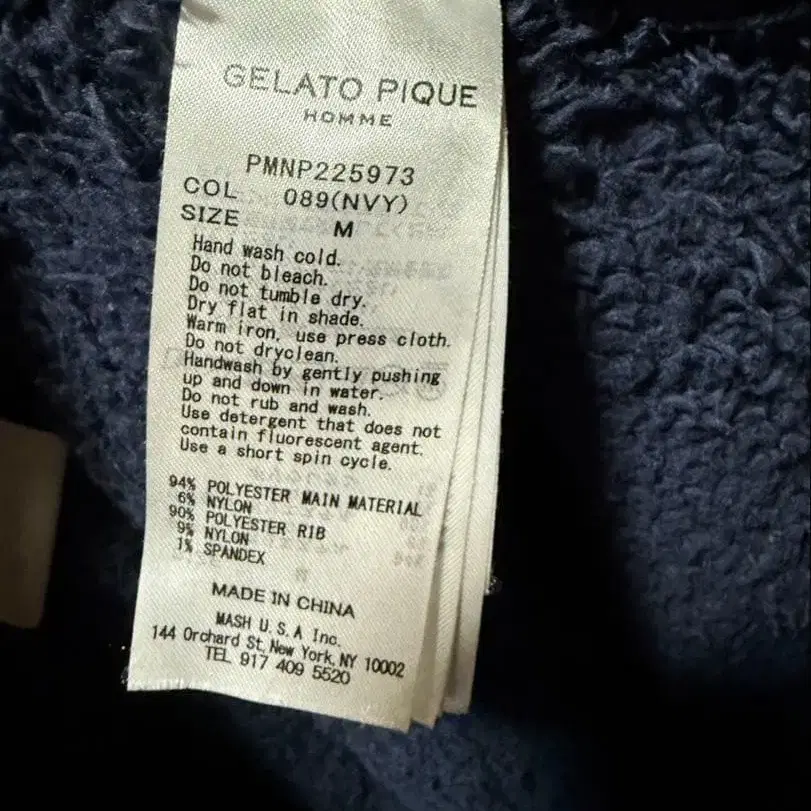 GELATO PIQUE
HOMME
PMNP225973
COL 089(NVY)
SIZE M
Hand wash cold.
Do not bleach.
Do not tumble dry.
Dry flat in shade.
Warm iron, use press cloth.
Do not dryclean.
Handwash by gently pushing
up and down in water.
Do not rub and wash.
Use detergent that does not
contain fluorescent agent.
Use a short spin cycle.
94% POLYESTER MAIN MATERIAL
6% NYLON
90% POLYESTER RIB
9% NYLON
1% SPANDEX
MADE IN CHINA
MASH U.S.A Inc.
144 Orchard St, New York, NY 10002
TEL 917 409 5520